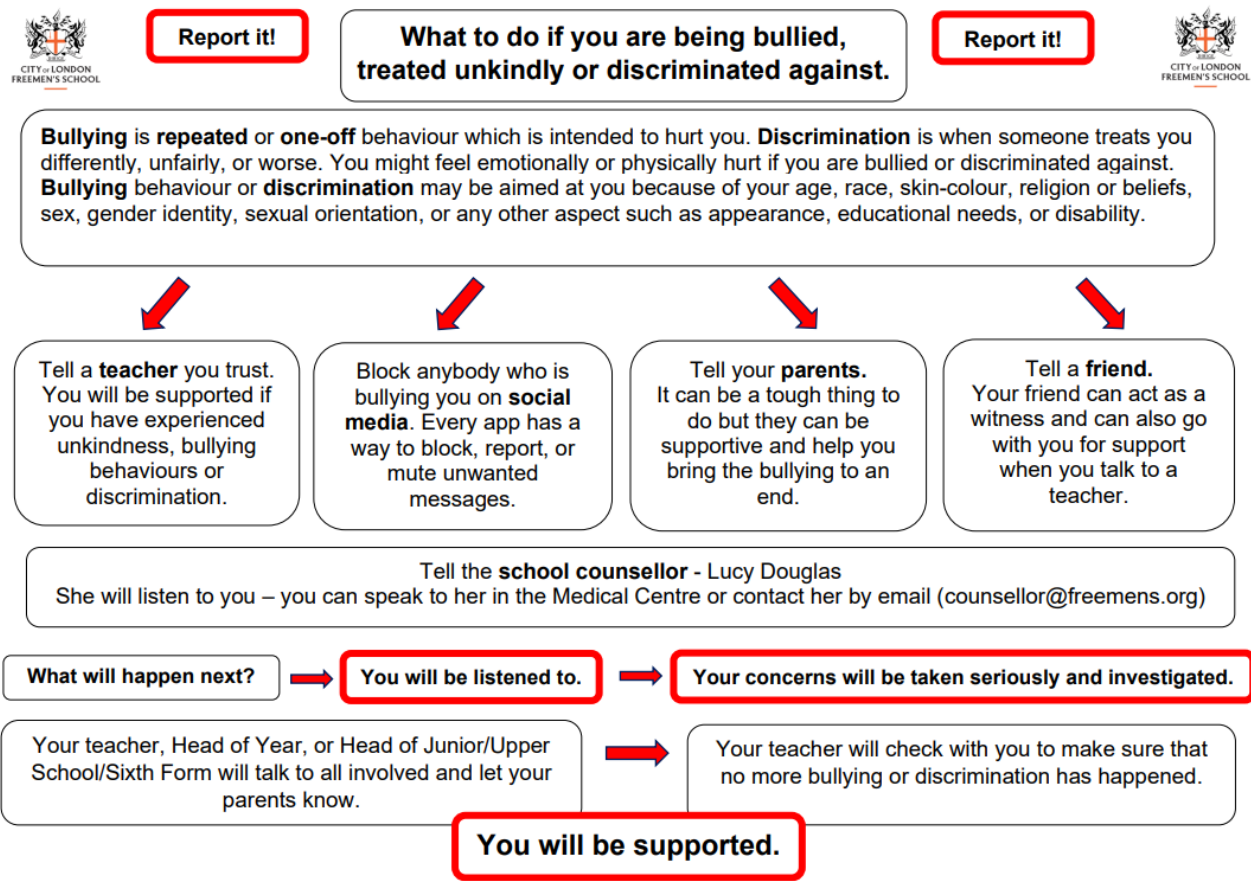 CITY OF LONDON
FREEMEN'S SCHOOL
Report it!
What to do if you are being bullied,
treated unkindly or discriminated against.
Report it!
CITY OF LONDON
FREEMEN'S SCHOOL
Bullying is repeated or one-off behaviour which is intended to hurt you. Discrimination is when someone treats you
differently, unfairly, or worse. You might feel emotionally or physically hurt if you are bullied or discriminated against.
Bullying behaviour or discrimination may be aimed at you because of your age, race, skin-colour, religion or beliefs,
sex, gender identity, sexual orientation, or any other aspect such as appearance, educational needs, or disability.
Tell a teacher you trust.
You will be supported if
you have experienced
unkindness, bullying
behaviours or
discrimination.
Block anybody who is
bullying you on social
media. Every app has a
way to block, report, or
mute unwanted
messages.
Tell your parents.
It can be a tough thing to
do but they can be
supportive and help you
bring the bullying to an
end.
Tell a friend.
Your friend can act as a
witness and can also go
with you for support
when you talk to a
teacher.
Tell the school counsellor - Lucy Douglas
She will listen to you – you can speak to her in the Medical Centre or contact her by email (counsellor@freemens.org)
What will happen next?
You will be listened to.
Your concerns will be taken seriously and investigated.
Your teacher, Head of Year, or Head of Junior/Upper
School/Sixth Form will talk to all involved and let your
parents know.
Your teacher will check with you to make sure that
no more bullying or discrimination has happened.
You will be supported.